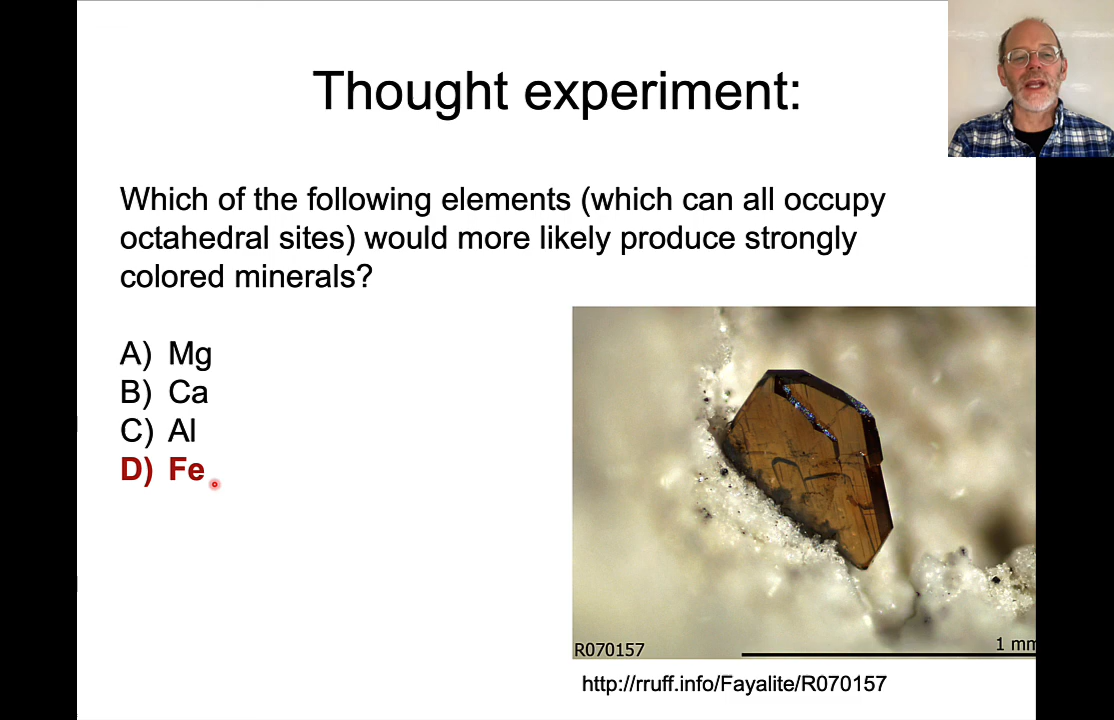 Thought experiment:
Which of the following elements (which can all occupy
octahedral sites) would more likely produce strongly
colored minerals?
A) Mg
B) Ca
C) Al
D) Fe
R070157
1 mm
http://rruff.info/Fayalite/R070157